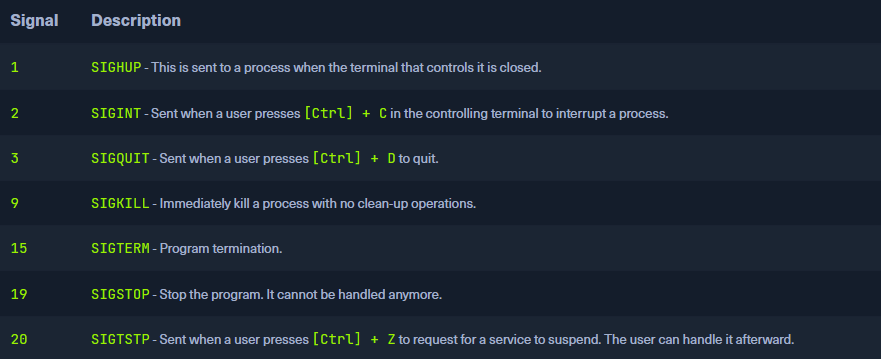 Signal Description
1 SIGHUP - This is sent to a process when the terminal that controls it is closed.
2 SIGINT - Sent when a user presses [Ctrl] + C in the controlling terminal to interrupt a process.
3 SIGQUIT - Sent when a user presses [Ctrl] + D to quit.
9 SIGKILL - Immediately kill a process with no clean-up operations.
15 SIGTERM - Program termination.
19 SIGSTOP - Stop the program. It cannot be handled anymore.
20 SIGTSTP - Sent when a user presses [Ctrl] + Z to request for a service to suspend. The user can handle it afterward.